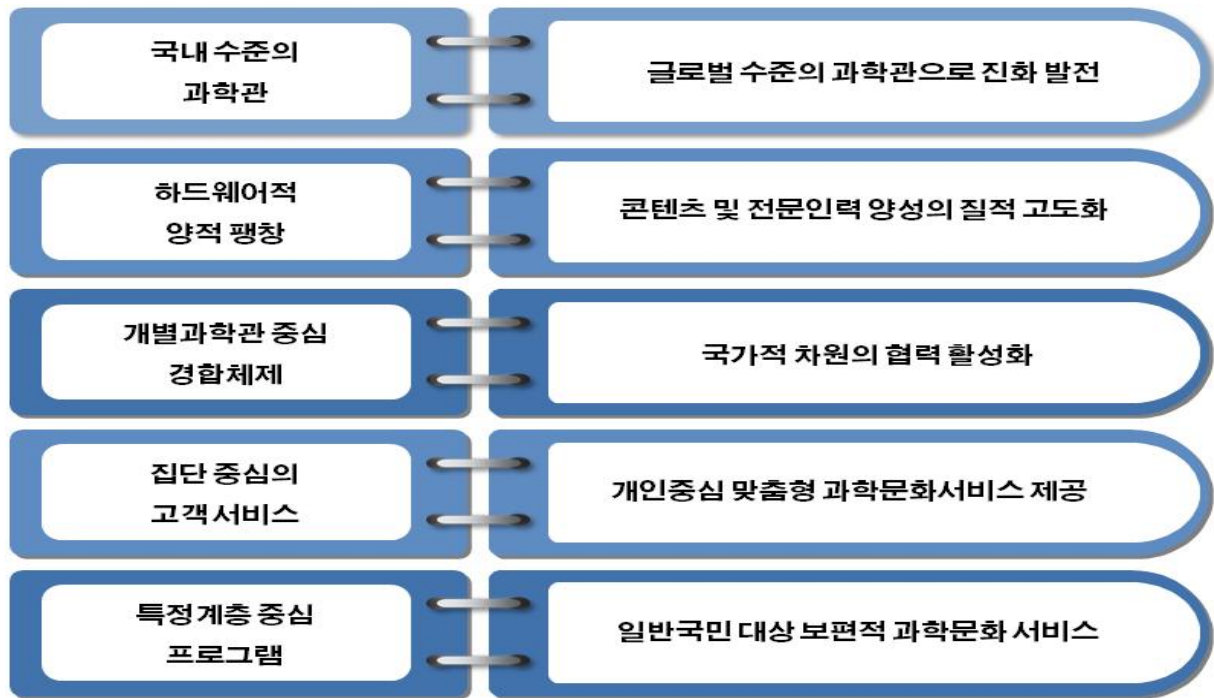 국내 수준의
과학관
글로벌 수준의 과학관으로 진화 발전
하드웨어적
양적 팽창
콘텐츠 및 전문인력 양성의 질적 고도화
개별과학관 중심
경합체제
국가적 차원의 협력 활성화
집단 중심의
고객서비스
개인중심 맞춤형 과학문화서비스 제공
특정계층 중심
프로그램
일반국민 대상 보편적 과학문화 서비스